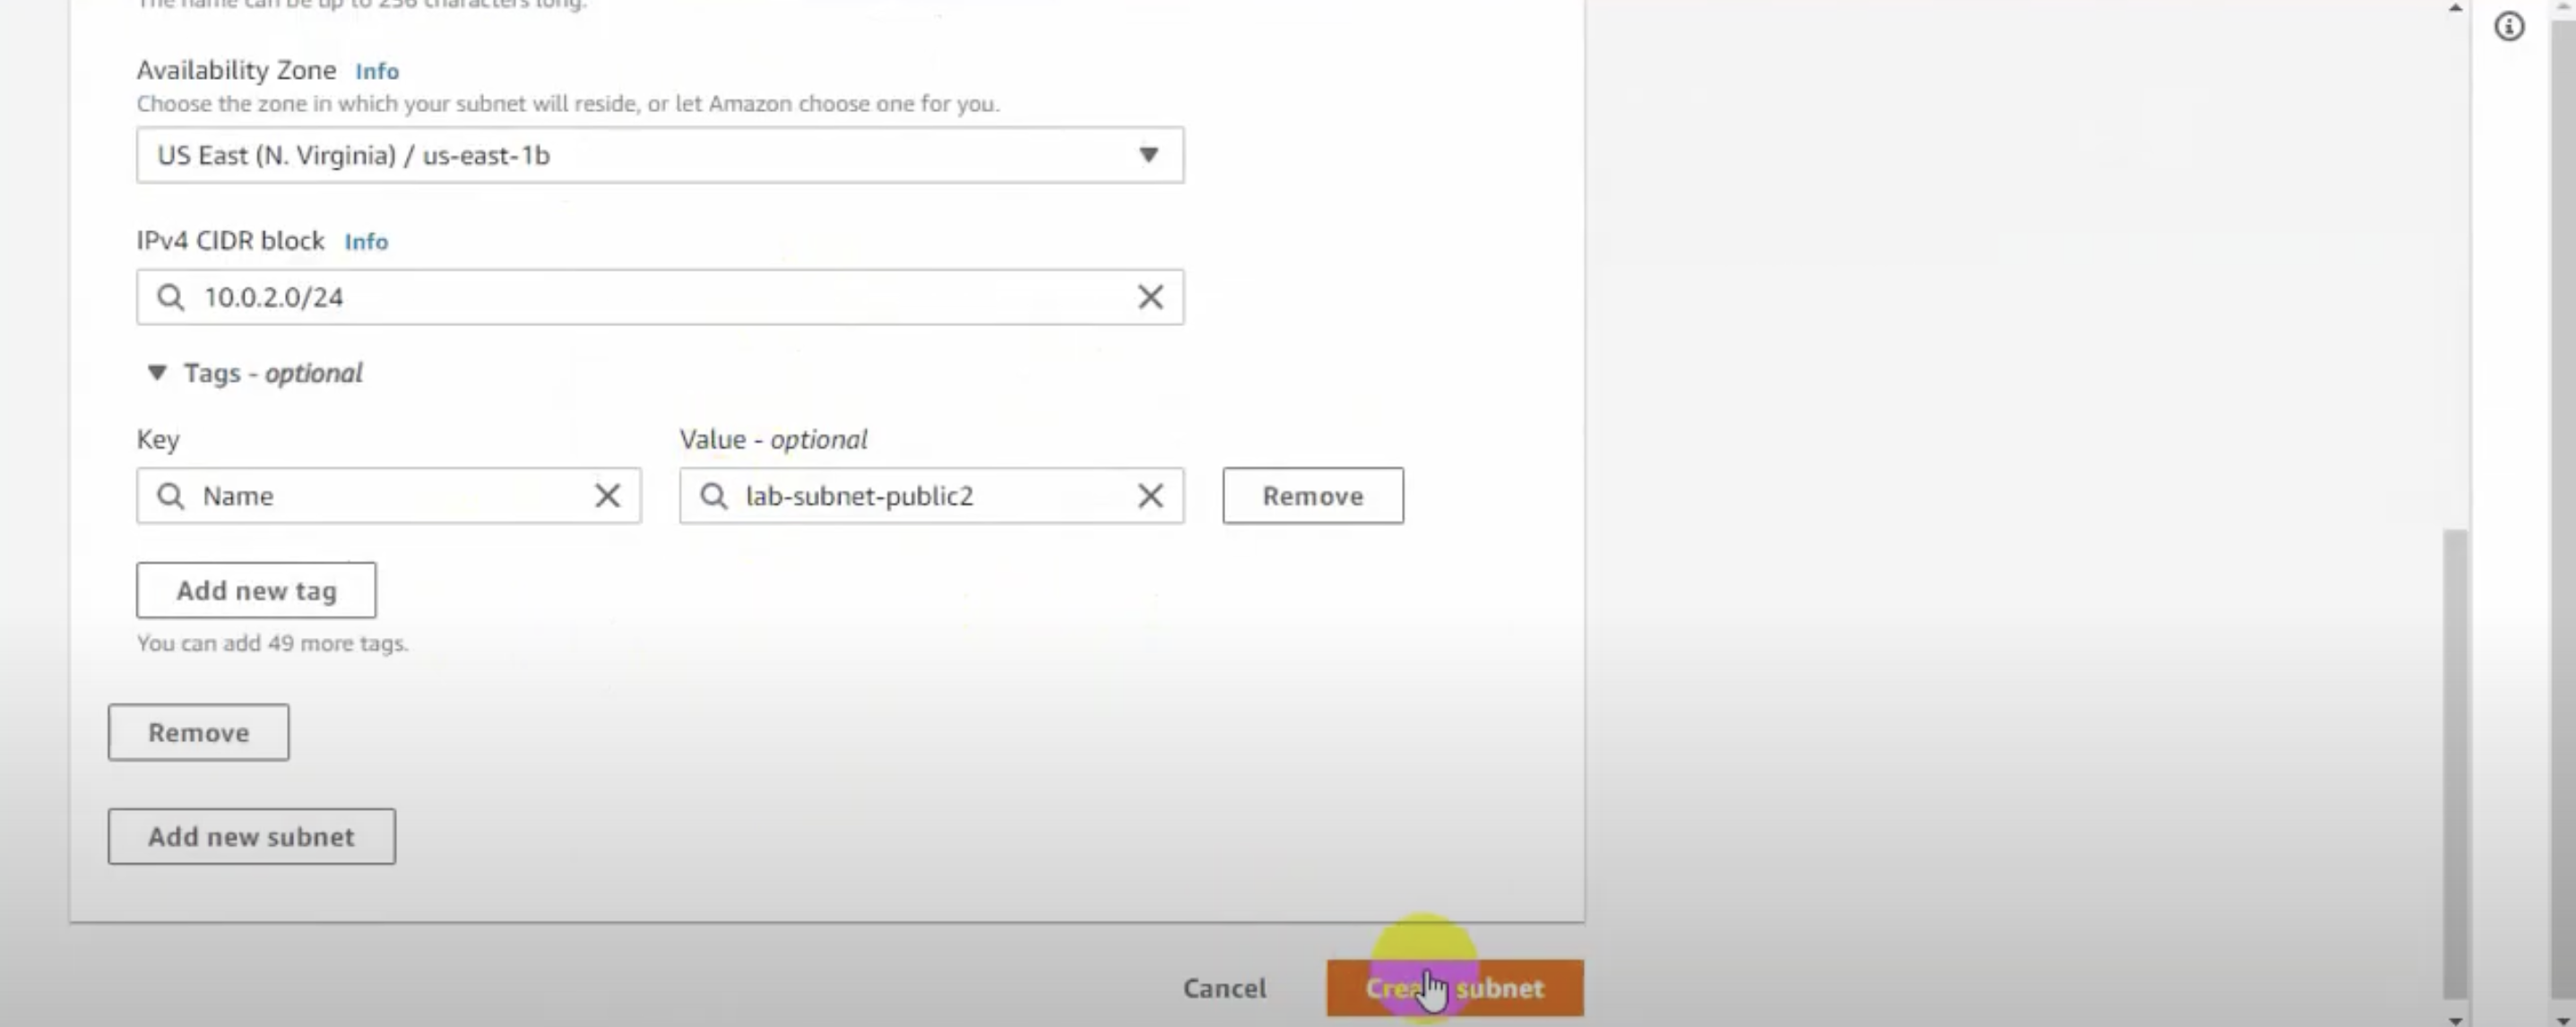 The name can be up to 256 characters long.
Availability Zone Info
Choose the zone in which your subnet will reside, or let Amazon choose one for you.
US East (N. Virginia) / us-east-1b
IPv4 CIDR block Info
10.0.2.0/24
Tags - optional
Key Value - optional
Name lab-subnet-public2 Remove
Add new tag
You can add 49 more tags.
Remove
Add new subnet
Cancel Create subnet